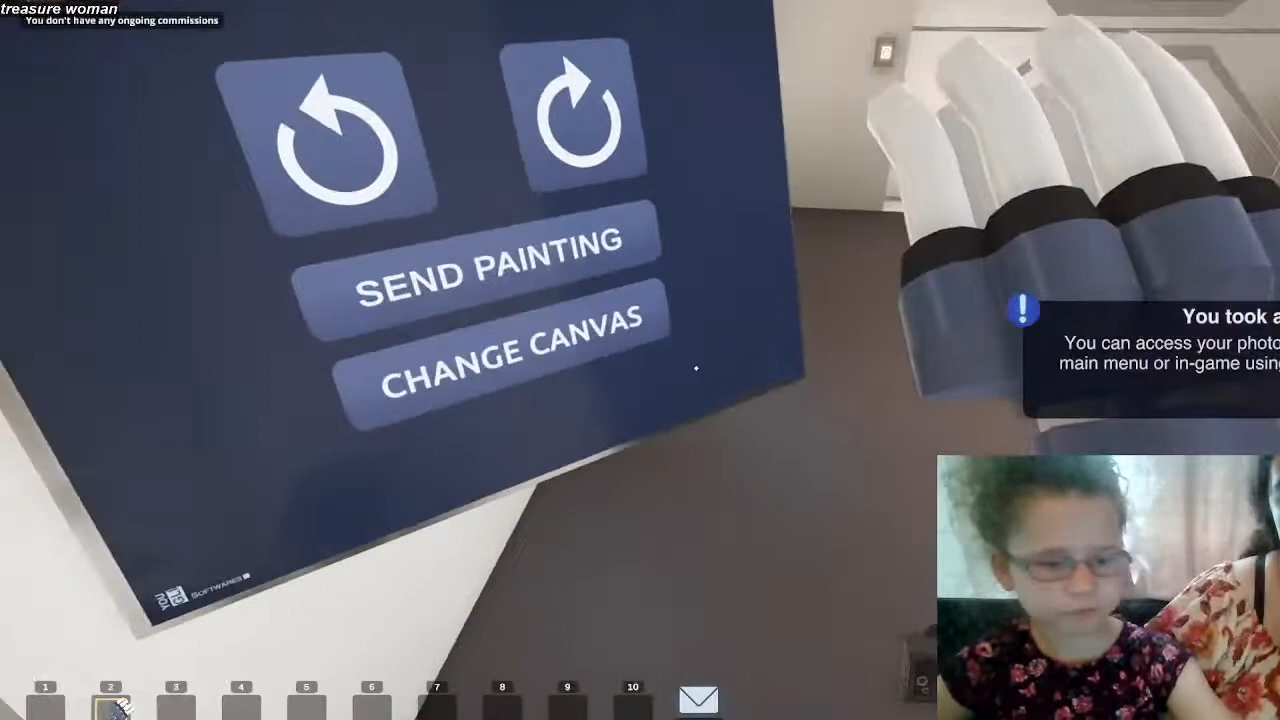 treasure woman
You don't have any ongoing commissions
SEND PAINTING
CHANGE CANVAS
You took a
You can access your photo
main menu or in-game using
SOFTWARES
1 2 3 4 5 6 7 8 9 10